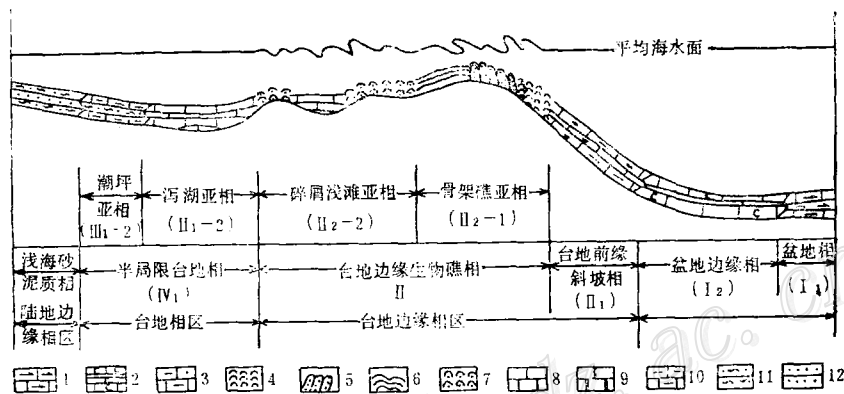 平均海水面
潮坪 泻湖亚相 碎屑浅滩亚相 骨架礁亚相
亚相 (II₁-2) (II₂-2) (II₂-1)
(III₁-2)
浅海砂 半局限台地相 台地边缘生物礁相 台地前缘 盆地边缘相 盆地相
泥质相 (IV₁) II 斜坡相 (I₂)
(II₁)
陆地边 台地相区 台地边缘相区
缘相区
1 2 3 4 5 6 7 8 9 10 11 12